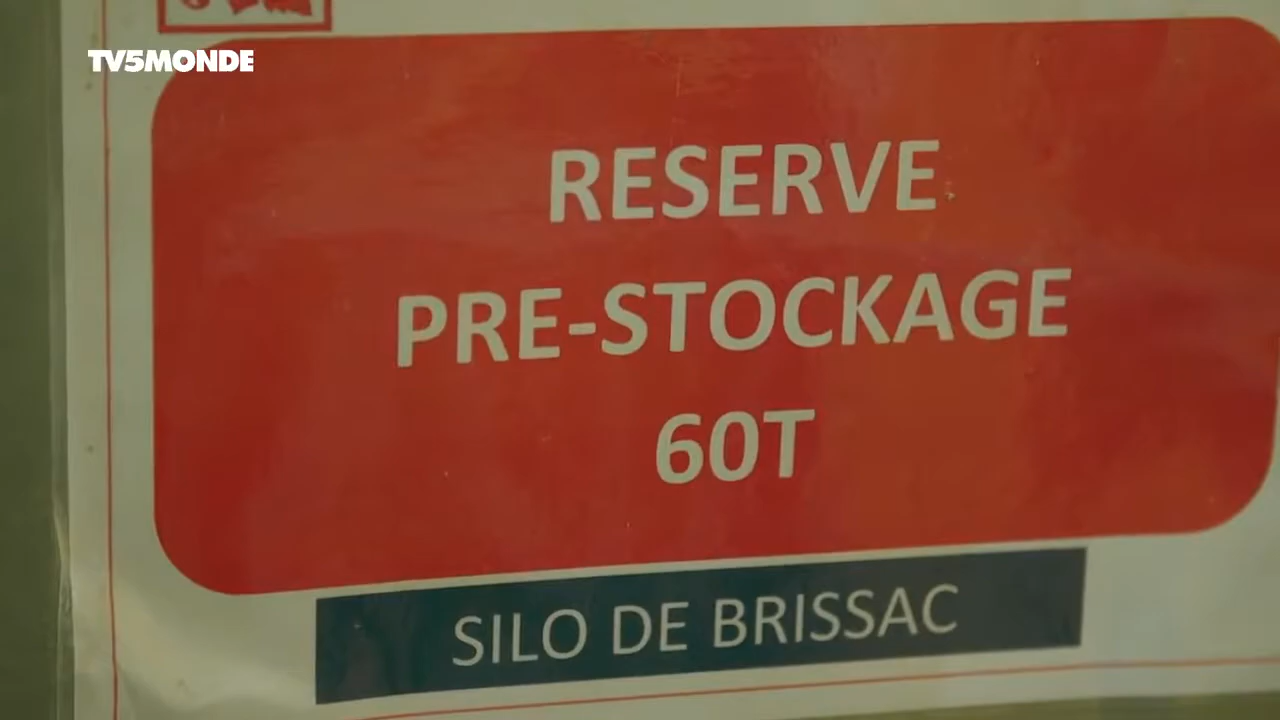 TV5MONDE
RESERVE
PRE-STOCKAGE
60T
SILO DE BRISSAC